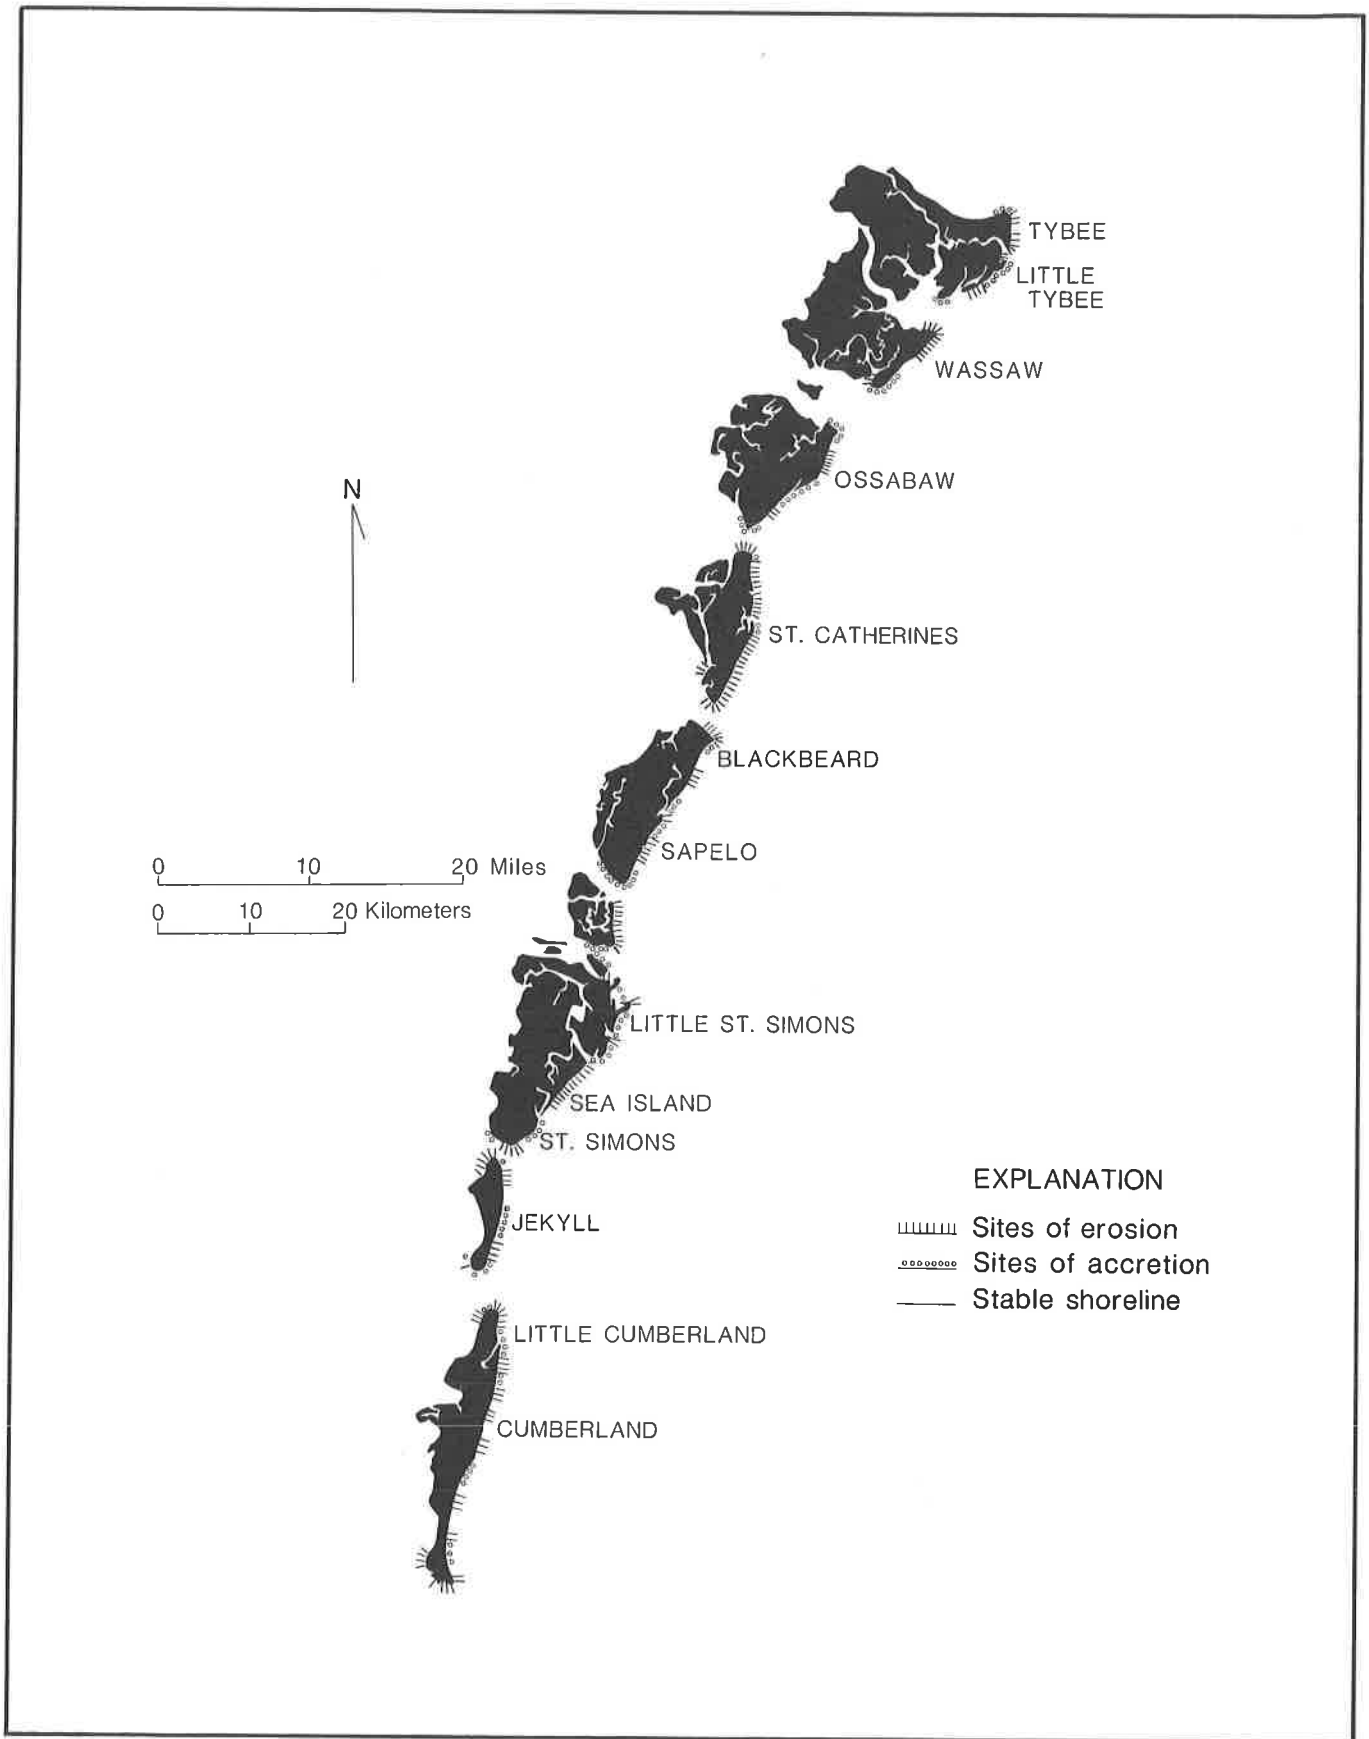 TYBEE
LITTLE
TYBEE
WASSAW
OSSABAW
N
ST. CATHERINES
BLACKBEARD
SAPELO
0 10 20 Miles
0 10 20 Kilometers
LITTLE ST. SIMONS
SEA ISLAND
ST. SIMONS
EXPLANATION
JEKYLL
Sites of erosion
Sites of accretion
Stable shoreline
LITTLE CUMBERLAND
CUMBERLAND